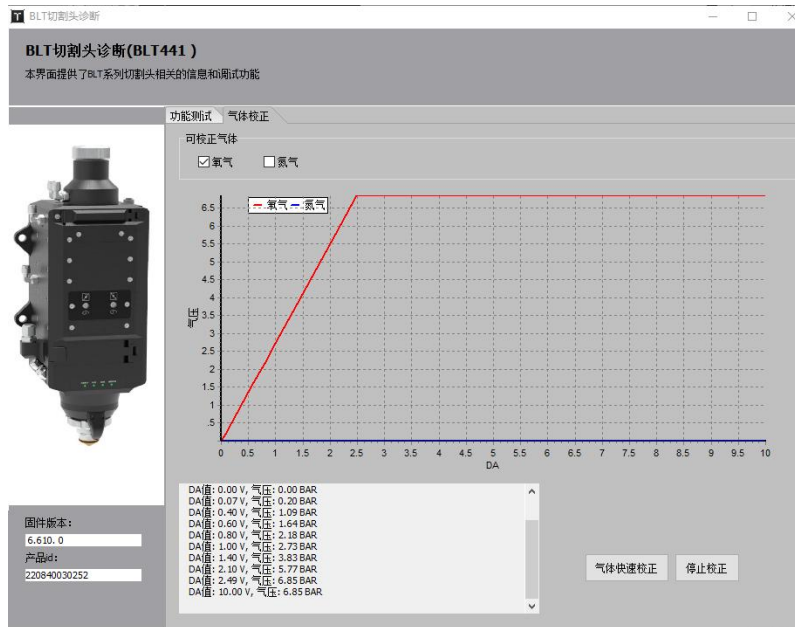 BLT切割头诊断
BLT切割头诊断(BLT441 )
本界面提供了BLT系列切割头相关的信息和调试功能
功能测试 气体校正
可校正气体
氧气 氮气
氧气 氮气
6.5
6
5.5
5
4.5
4
3.5
3
2.5
2
1.5
1
.5
气压
0 0.5 1 1.5 2 2.5 3 3.5 4 4.5 5 5.5 6 6.5 7 7.5 8 8.5 9 9.5 10
DA
DA值: 0.00 V, 气压: 0.00 BAR
DA值: 0.07 V, 气压: 0.20 BAR
DA值: 0.40 V, 气压: 1.09 BAR
DA值: 0.60 V, 气压: 1.64 BAR
DA值: 0.80 V, 气压: 2.18 BAR
DA值: 1.00 V, 气压: 2.73 BAR
DA值: 1.40 V, 气压: 3.83 BAR
DA值: 2.10 V, 气压: 5.77 BAR
DA值: 2.49 V, 气压: 6.85 BAR
DA值: 10.00 V, 气压: 6.85 BAR
气体快速校正 停止校正
固件版本:
6.610. 0
产品id:
220840030252